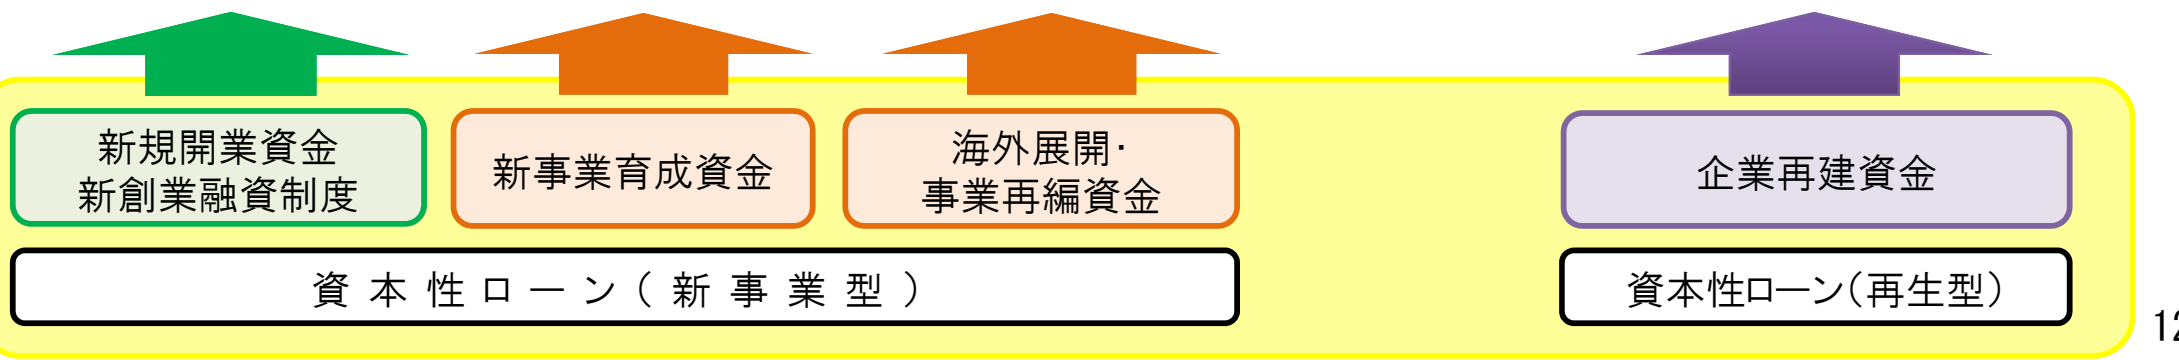 新規開業資金
新創業融資制度
新事業育成資金
海外展開・
事業再編資金
企業再建資金
資本性ローン(新事業型)
資本性ローン(再生型)
12